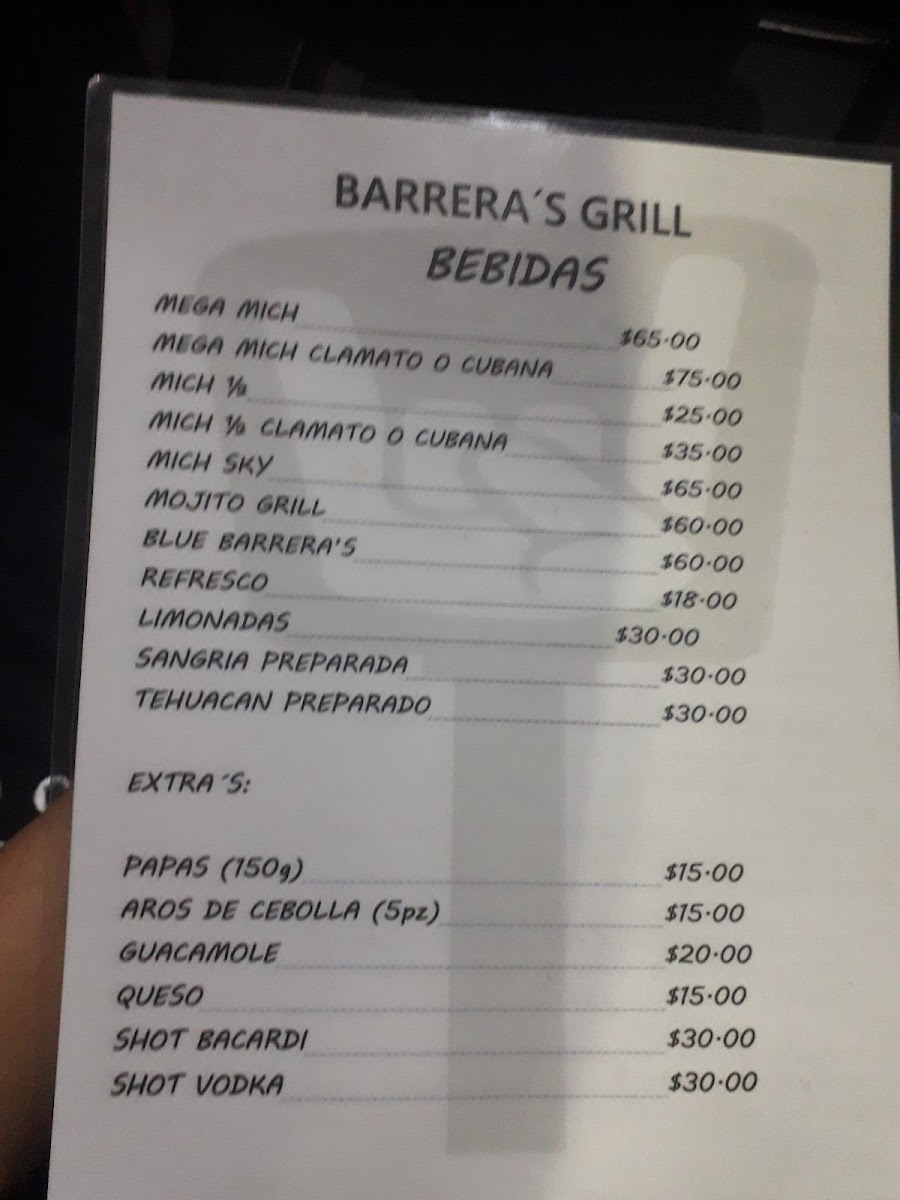 BARRERA´S GRILL
BEBIDAS
MEGA MICH $65.00
MEGA MICH CLAMATO O CUBANA $75.00
MICH ½ $25.00
MICH ½ CLAMATO O CUBANA $35.00
MICH SKY $65.00
MOJITO GRILL $60.00
BLUE BARRERA'S $60.00
REFRESCO $18.00
LIMONADAS $30.00
SANGRIA PREPARADA $30.00
TEHUACAN PREPARADO $30.00
EXTRA´S:
PAPAS (150g) $15.00
AROS DE CEBOLLA (5pz) $15.00
GUACAMOLE $20.00
QUESO $15.00
SHOT BACARDI $30.00
SHOT VODKA $30.00